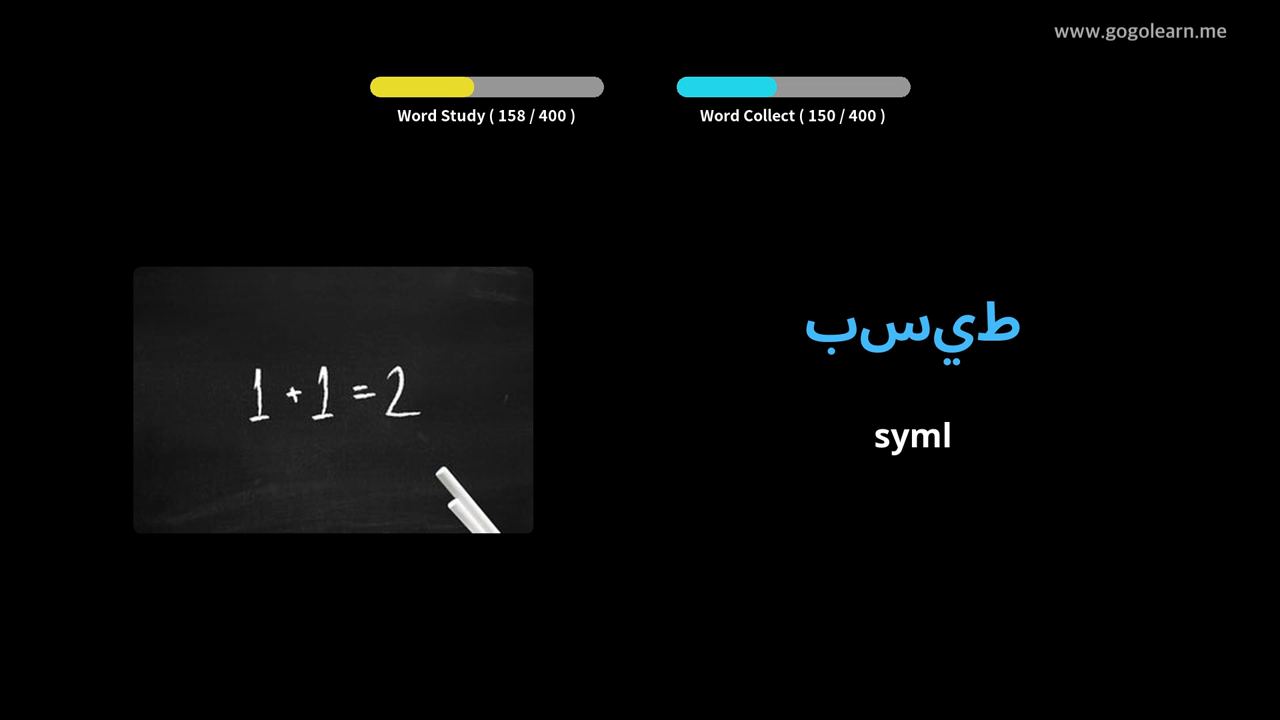 www.gogolearn.me
Word Study ( 158 / 400 )
Word Collect ( 150 / 400 )
1 + 1 = 2
بسيط
syml